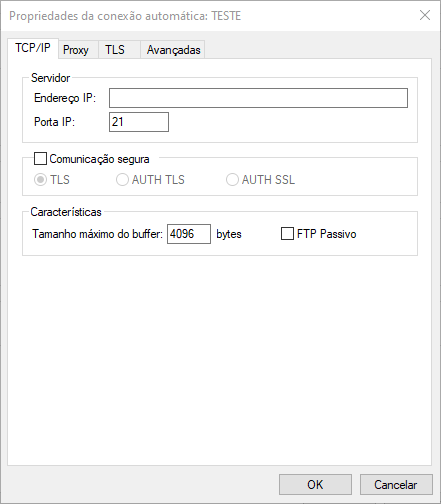 Propriedades da conexão automática: TESTE
TCP/IP Proxy TLS Avançadas
Servidor
Endereço IP:
Porta IP: 21
Comunicação segura
TLS AUTH TLS AUTH SSL
Características
Tamanho máximo do buffer: 4096 bytes FTP Passivo
OK Cancelar